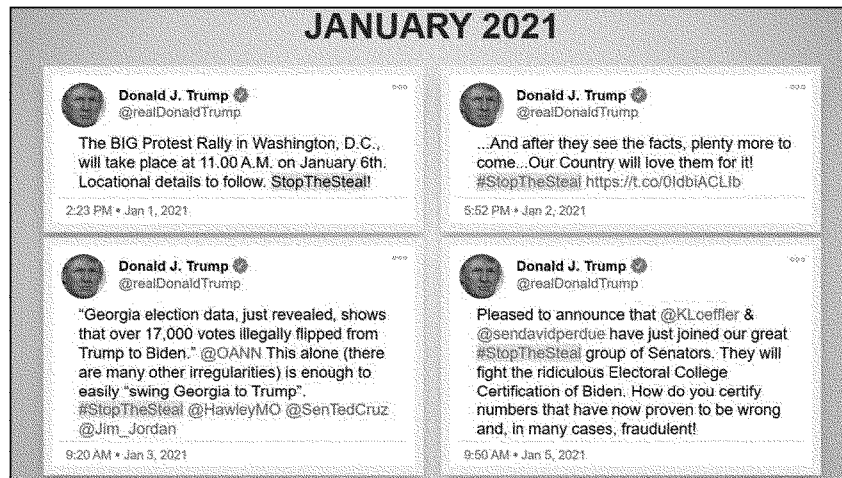 JANUARY 2021
Donald J. Trump
@realDonaldTrump
The BIG Protest Rally in Washington, D.C.,
will take place at 11.00 A.M. on January 6th.
Locational details to follow. StopTheSteal!
2:23 PM • Jan 1, 2021
Donald J. Trump
@realDonaldTrump
...And after they see the facts, plenty more to
come...Our Country will love them for it!
#StopTheSteal https://t.co/0IdbiACLIb
5:52 PM • Jan 2, 2021
Donald J. Trump
@realDonaldTrump
“Georgia election data, just revealed, shows
that over 17,000 votes illegally flipped from
Trump to Biden.” @OANN This alone (there
are many other irregularities) is enough to
easily “swing Georgia to Trump”.
#StopTheSteal @HawleyMO @SenTedCruz
@Jim_Jordan
9:20 AM • Jan 3, 2021
Donald J. Trump
@realDonaldTrump
Pleased to announce that @KLoeffler &
@sendavidperdue have just joined our great
#StopTheSteal group of Senators. They will
fight the ridiculous Electoral College
Certification of Biden. How do you certify
numbers that have now proven to be wrong
and, in many cases, fraudulent!
9:50 AM • Jan 5, 2021